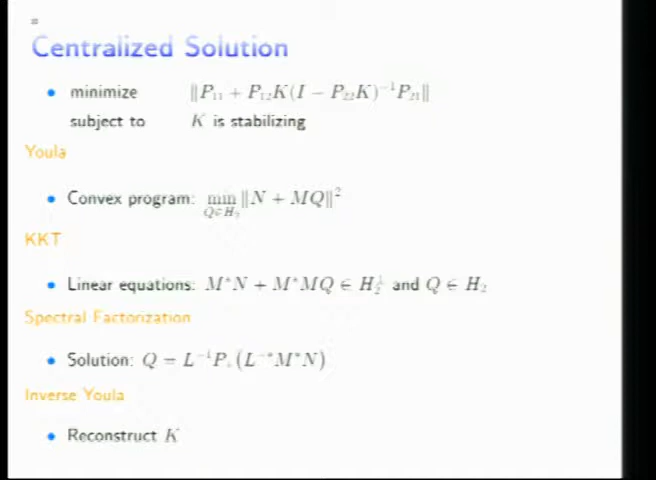 Centralized Solution
• minimize ‖P₁₁ + P₁₂K(I − P₂₂K)⁻¹P₂₁‖
subject to K is stabilizing
Youla
• Convex program: min ‖N + MQ‖²
Q∈H₂
KKT
• Linear equations: M*N + M*MQ ∈ H₂^⊥ and Q ∈ H₂
Spectral Factorization
• Solution: Q = L⁻¹P₊(L⁻*M*N)
Inverse Youla
• Reconstruct K